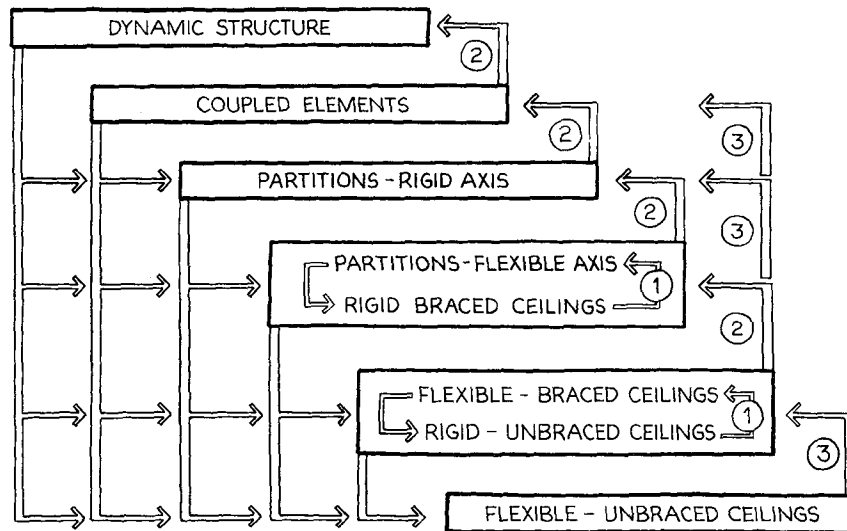 DYNAMIC STRUCTURE
2
COUPLED ELEMENTS
2
3
PARTITIONS - RIGID AXIS
2
3
PARTITIONS-FLEXIBLE AXIS
1
RIGID BRACED CEILINGS
2
FLEXIBLE - BRACED CEILINGS
1
RIGID - UNBRACED CEILINGS
3
FLEXIBLE - UNBRACED CEILINGS